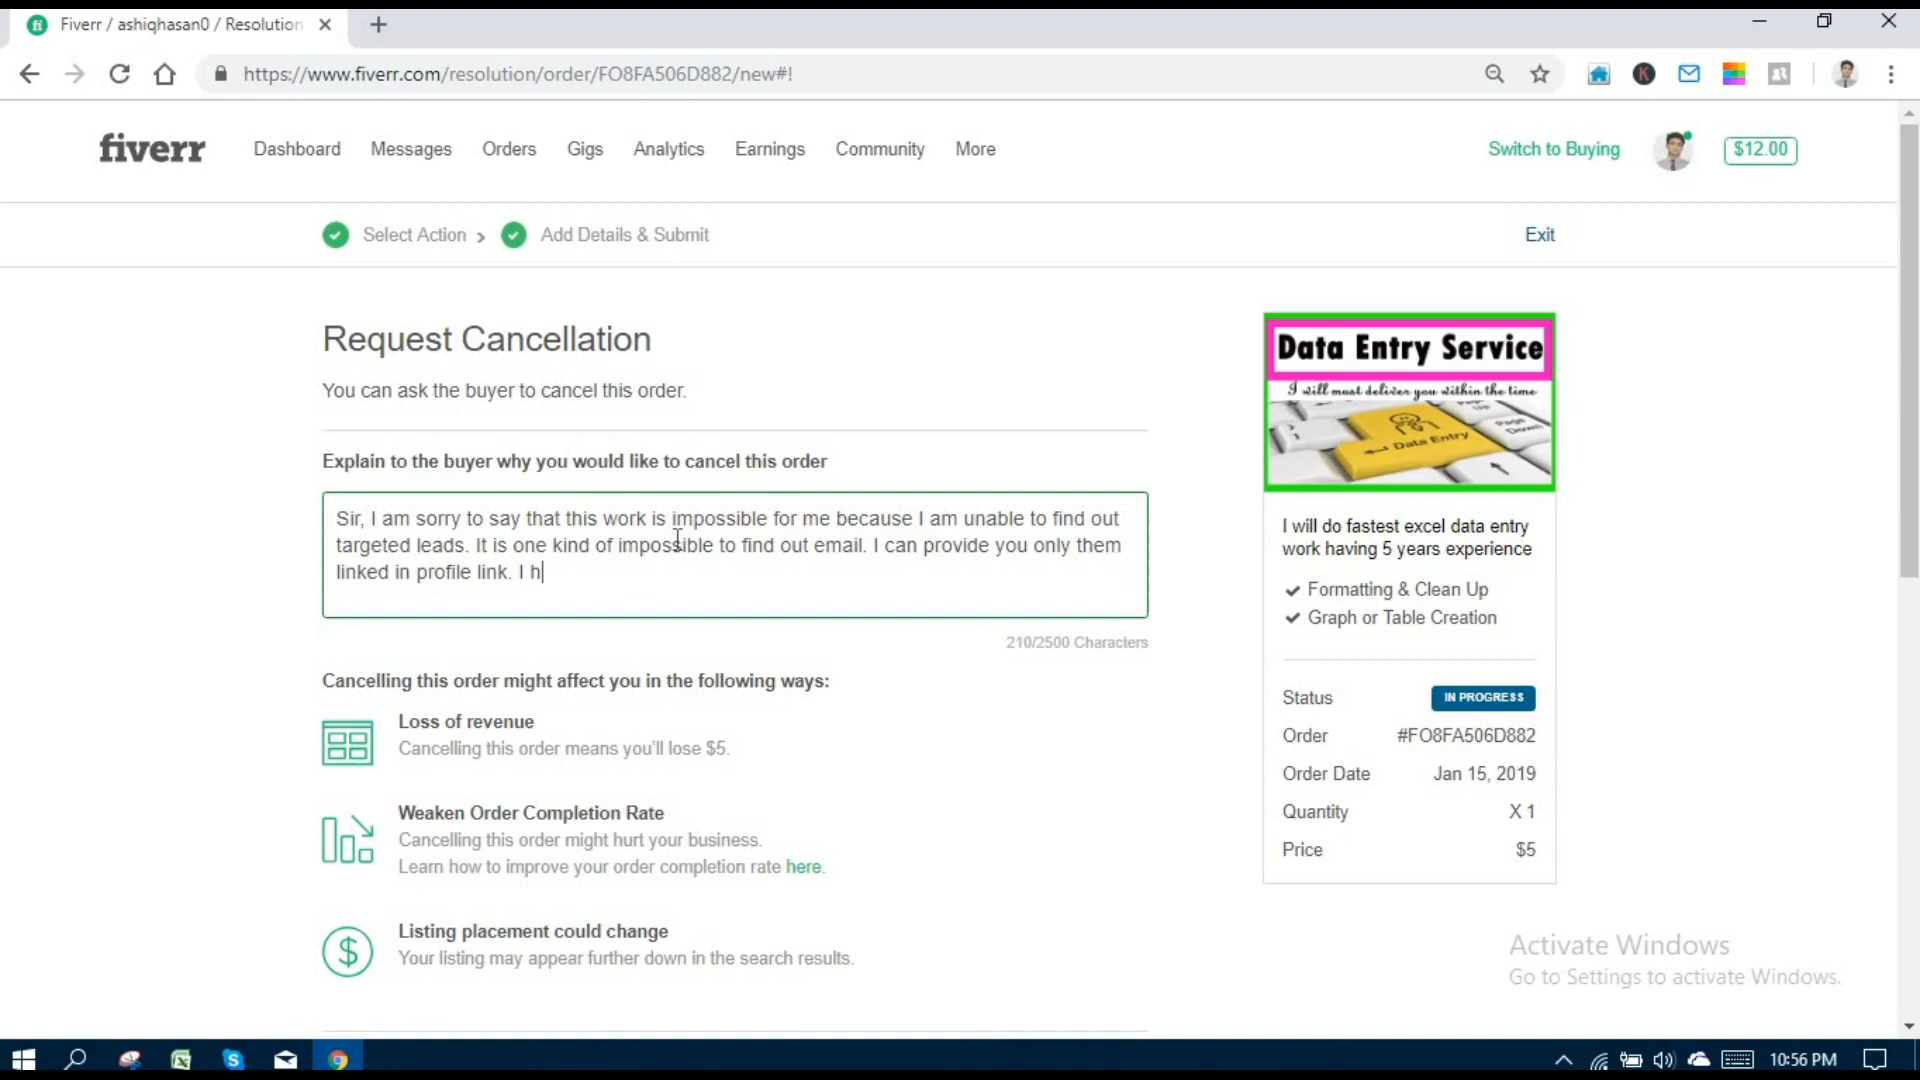 Fiverr / ashiqhasan0 / Resolution
https://www.fiverr.com/resolution/order/FO8FA506D882/new#!
fiverr Dashboard Messages Orders Gigs Analytics Earnings Community More Switch to Buying $12.00
Select Action Add Details & Submit Exit
Request Cancellation
You can ask the buyer to cancel this order.
Explain to the buyer why you would like to cancel this order
Sir, I am sorry to say that this work is impossible for me because I am unable to find out
targeted leads. It is one kind of impossible to find out email. I can provide you only them
linked in profile link. I h
210/2500 Characters
Cancelling this order might affect you in the following ways:
Loss of revenue
Cancelling this order means you'll lose $5.
Weaken Order Completion Rate
Cancelling this order might hurt your business.
Learn how to improve your order completion rate here.
Listing placement could change
Your listing may appear further down in the search results.
Data Entry Service
I will must deliver you within the time
Page Up
Page Down
Data Entry
I will do fastest excel data entry
work having 5 years experience
Formatting & Clean Up
Graph or Table Creation
Status IN PROGRESS
Order #FO8FA506D882
Order Date Jan 15, 2019
Quantity X 1
Price $5
Activate Windows
Go to Settings to activate Windows.
10:56 PM